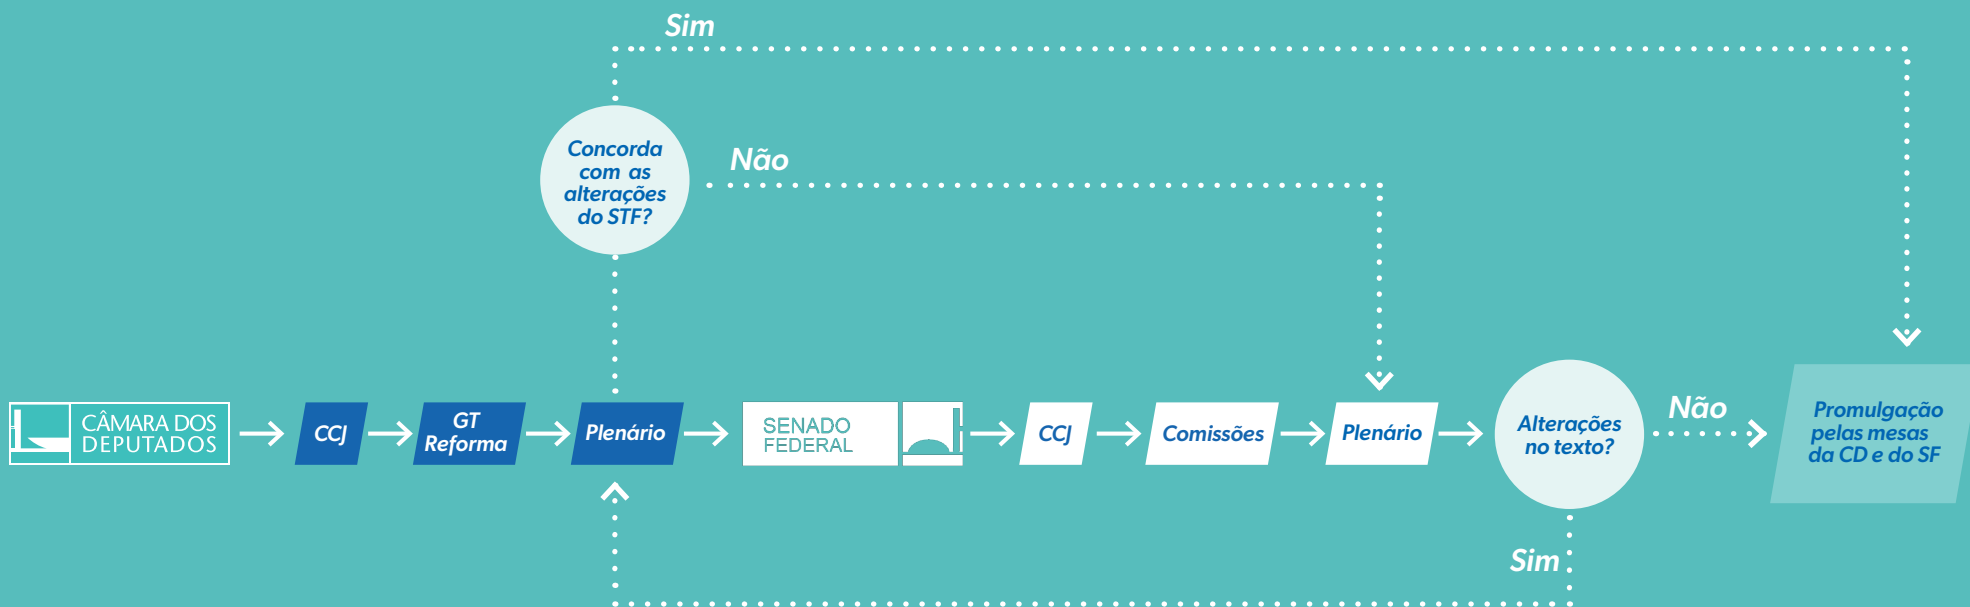 Sim
Concorda
com as
alterações
do STF?
Não
CÂMARA DOS
DEPUTADOS
CCJ
GT
Reforma
Plenário
SENADO
FEDERAL
CCJ
Comissões
Plenário
Alterações
no texto?
Não
Promulgação
pelas mesas
da CD e do SF
Sim